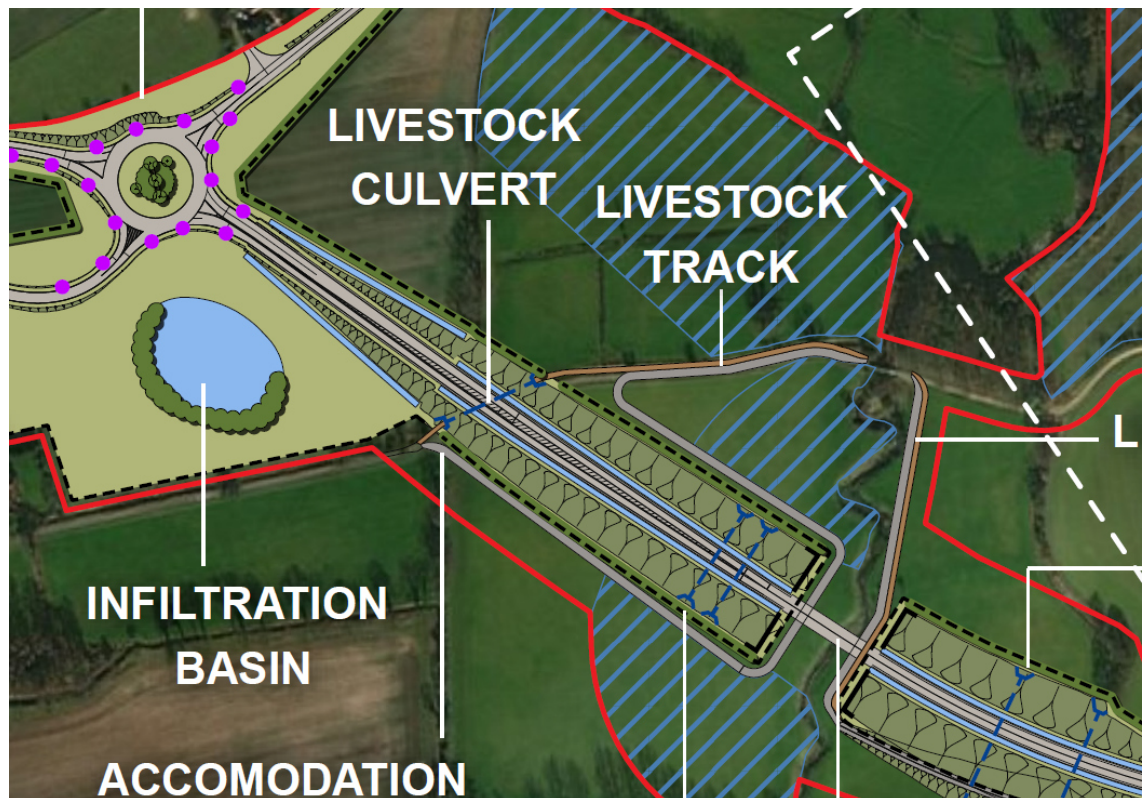 LIVESTOCK
CULVERT
LIVESTOCK
TRACK
L
INFILTRATION
BASIN
ACCOMODATION